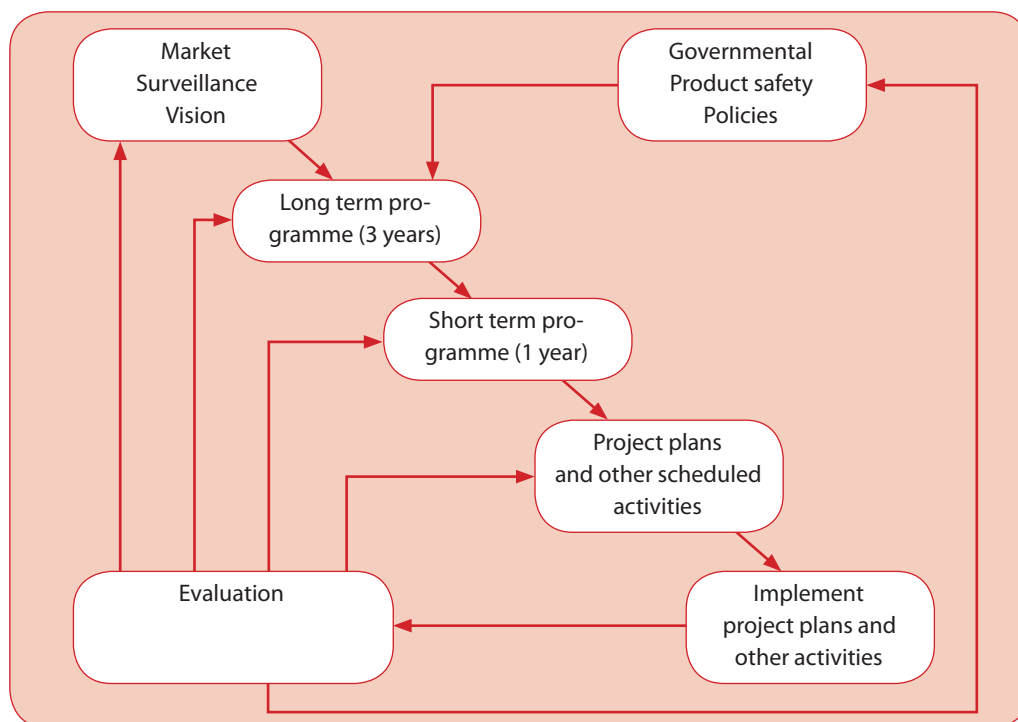 Market
Surveillance
Vision
Governmental
Product safety
Policies
Long term pro-
gramme (3 years)
Short term pro-
gramme (1 year)
Project plans
and other scheduled
activities
Evaluation
Implement
project plans and
other activities